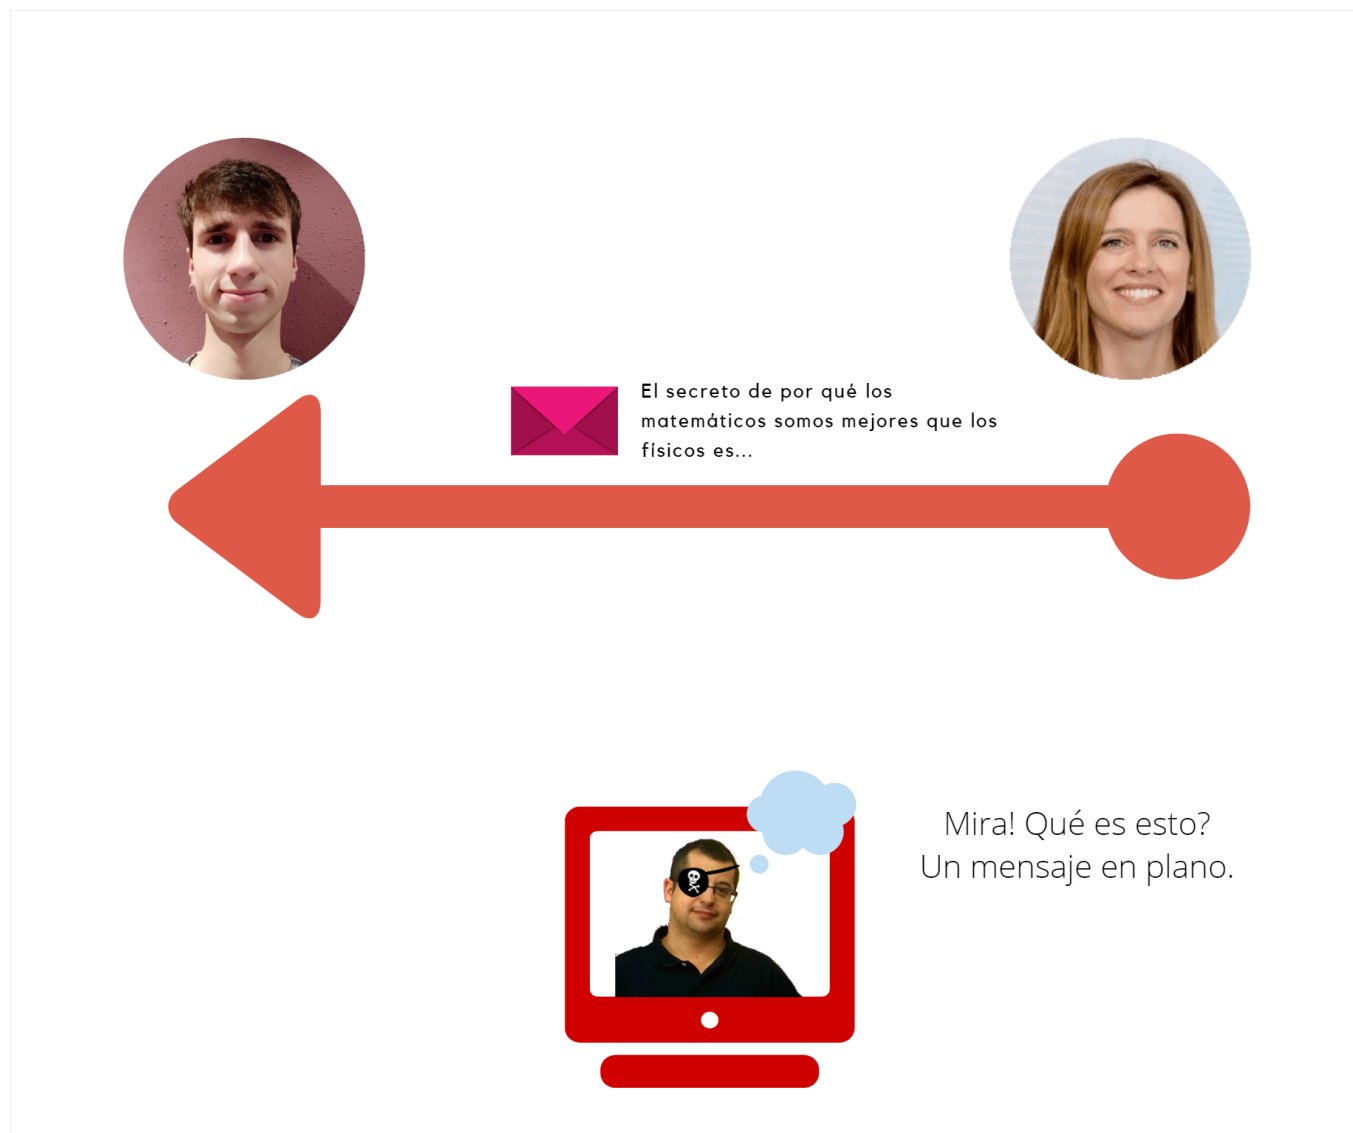 El secreto de por qué los
matemáticos somos mejores que los
físicos es...
Mira! Qué es esto?
Un mensaje en plano.